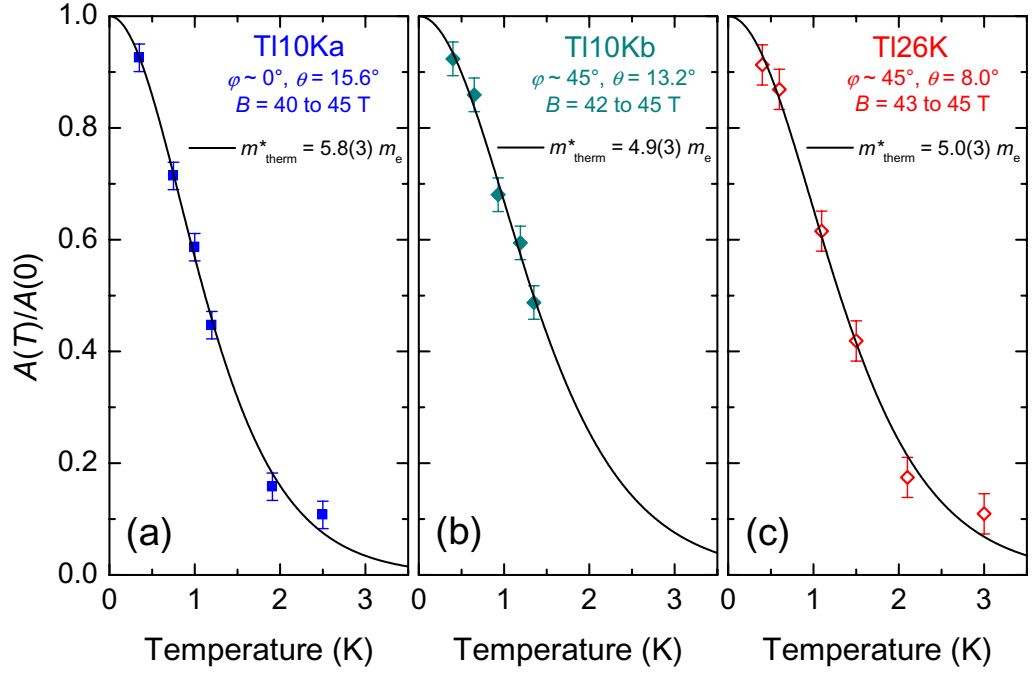 A(T)/A(0)
1.0
0.8
0.6
0.4
0.2
0.0
Tl10Ka
φ ~ 0°, θ = 15.6°
B = 40 to 45 T
m*therm = 5.8(3) me
(a)
0 1 2 3
Temperature (K)
Tl10Kb
φ ~ 45°, θ = 13.2°
B = 42 to 45 T
m*therm = 4.9(3) me
(b)
0 1 2 3
Temperature (K)
Tl26K
φ ~ 45°, θ = 8.0°
B = 43 to 45 T
m*therm = 5.0(3) me
(c)
0 1 2 3
Temperature (K)